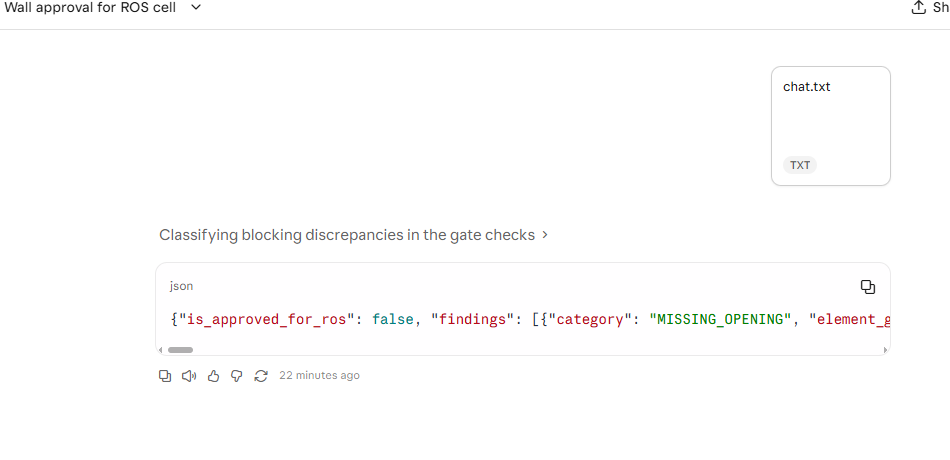 Wall approval for ROS cell
Sh
chat.txt
TXT
Classifying blocking discrepancies in the gate checks
json
{"is_approved_for_ros": false, "findings": [{"category": "MISSING_OPENING", "element_g
22 minutes ago